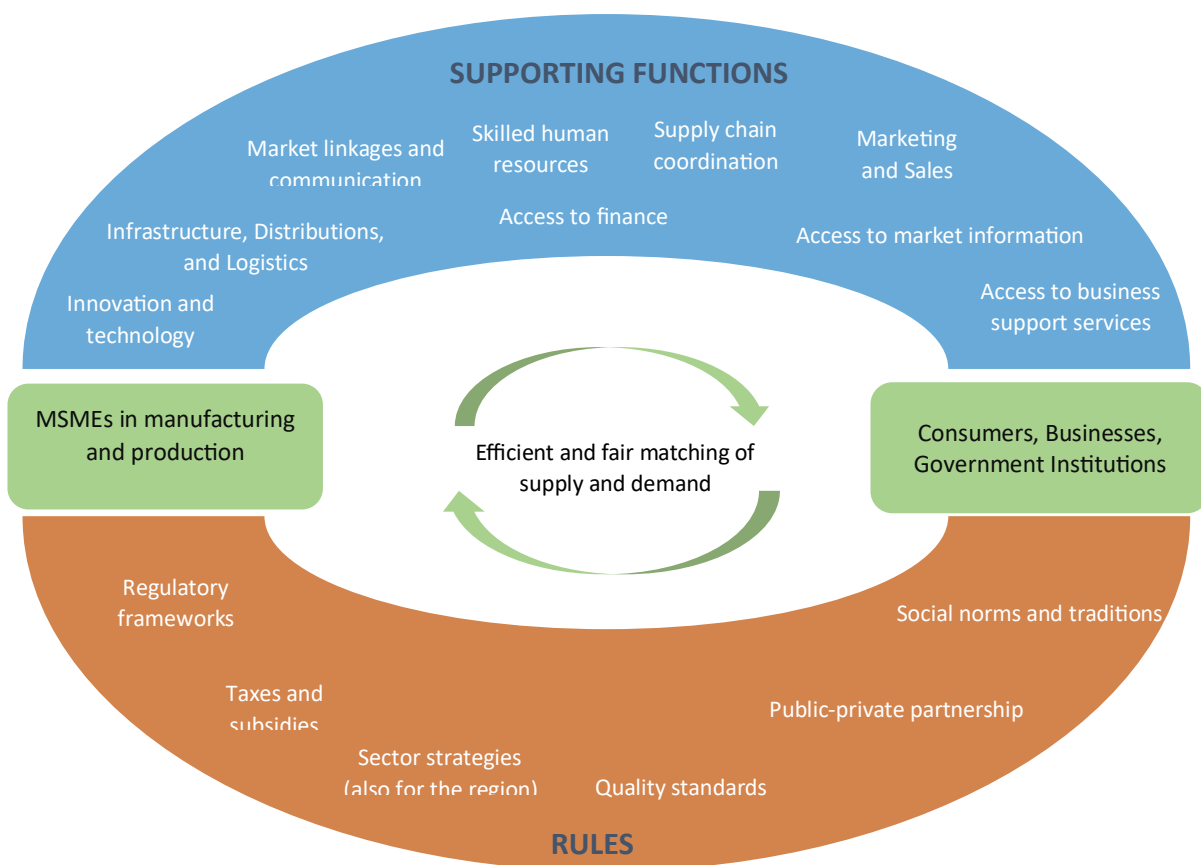 SUPPORTING FUNCTIONS
Market linkages and
communication
Skilled human
resources
Supply chain
coordination
Marketing
and Sales
Infrastructure, Distributions,
and Logistics
Access to finance
Access to market information
Innovation and
technology
Access to business
support services
MSMEs in manufacturing
and production
Efficient and fair matching of
supply and demand
Consumers, Businesses,
Government Institutions
Regulatory
frameworks
Social norms and traditions
Taxes and
subsidies
Public-private partnership
Sector strategies
(also for the region)
Quality standards
RULES